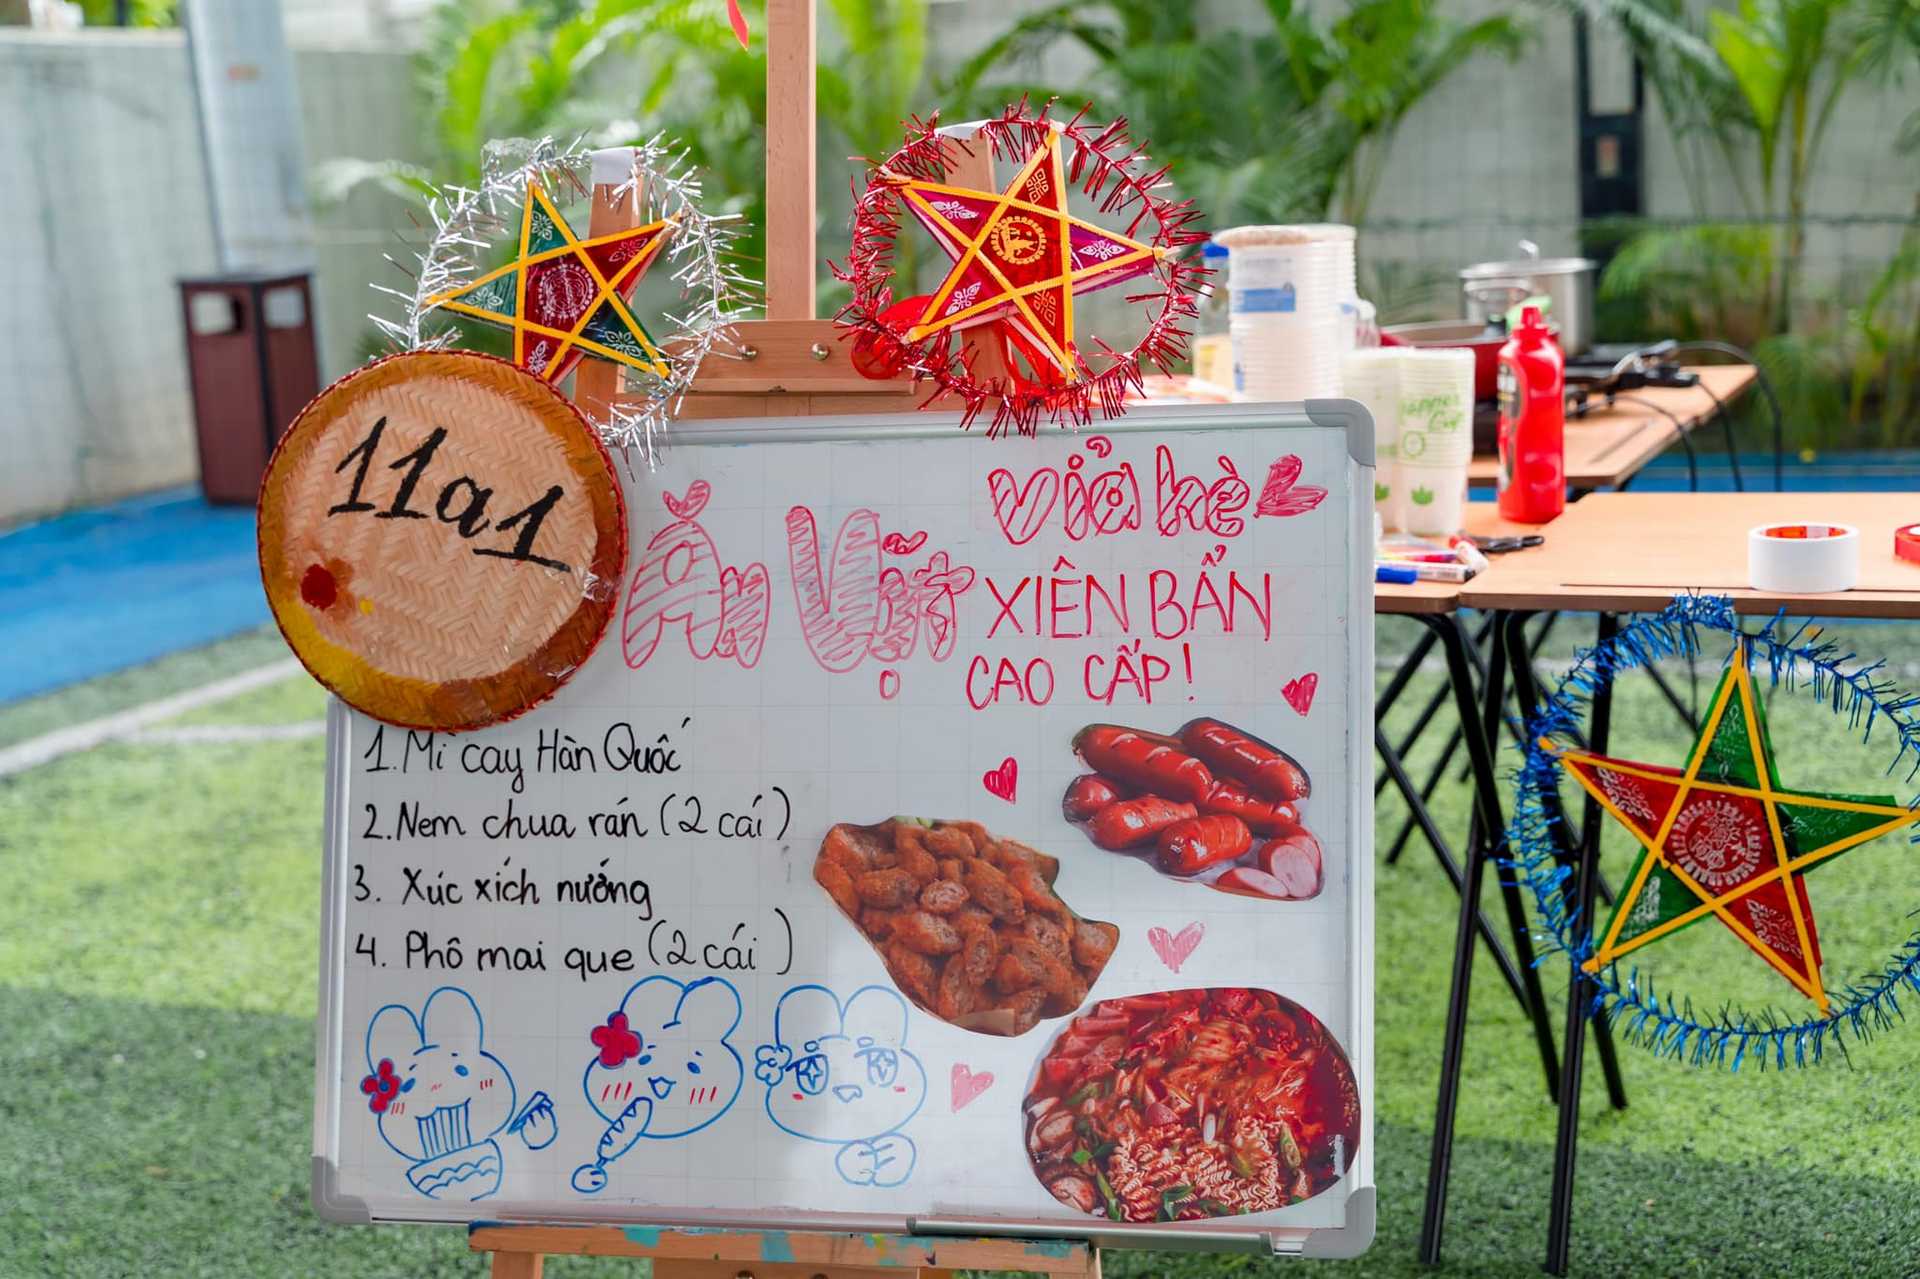 11a1
Ăn Vặt
vỉa hè
XIÊN BẨN
CAO CẤP!
1. Mì cay Hàn Quốc
2. Nem chua rán (2 cái)
3. Xúc xích nướng
4. Phô mai que (2 cái)